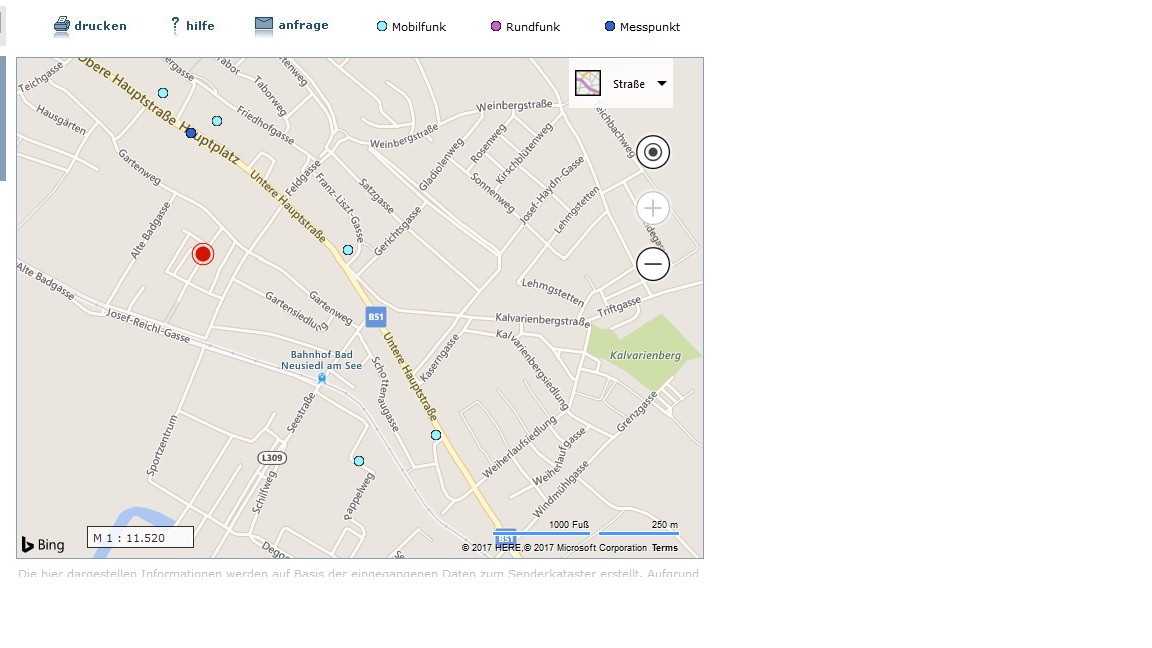 drucken
hilfe
anfrage
Mobilfunk
Rundfunk
Messpunkt
Straße
Teichgasse
Obere Hauptstraße
Hauptplatz
Taborweg
Friedhofgasse
Hausgärten
Weinbergstraße
Weinbergstraße
Gartenweg
Untere Hauptstraße
Feldgasse
Franz-Liszt-Gasse
Satzgasse
Gladiolenweg
Rosenweg
Kirschblütenweg
Sonnenweg
Josef-Haydn-Gasse
Lehmgstetten
Gerichtsgasse
Alte Badgasse
Alte Badgasse
Lehmgstetten
Triftgasse
Gartensiedlung
Gartenweg
B51
Josef-Reichl-Gasse
Kalvarienbergstraße
Kalvarienbergsiedlung
Kalvarienberg
Bahnhof Bad
Neusiedl am See
Untere Hauptstraße
Kaserngasse
Schottenaugasse
Seestraße
Grenzgasse
Sportzentrum
L309
Schilfweg
Pappelweg
Weiherlaufsiedlung
Weiherlaufgasse
Windmühlgasse
B51
1000 Fuß
250 m
M 1 : 11.520
Bing
© 2017 HERE,© 2017 Microsoft Corporation Terms
Die hier dargestellen Informationen werden auf Basis der eingegangenen Daten zum Senderkataster erstellt. Aufgrund